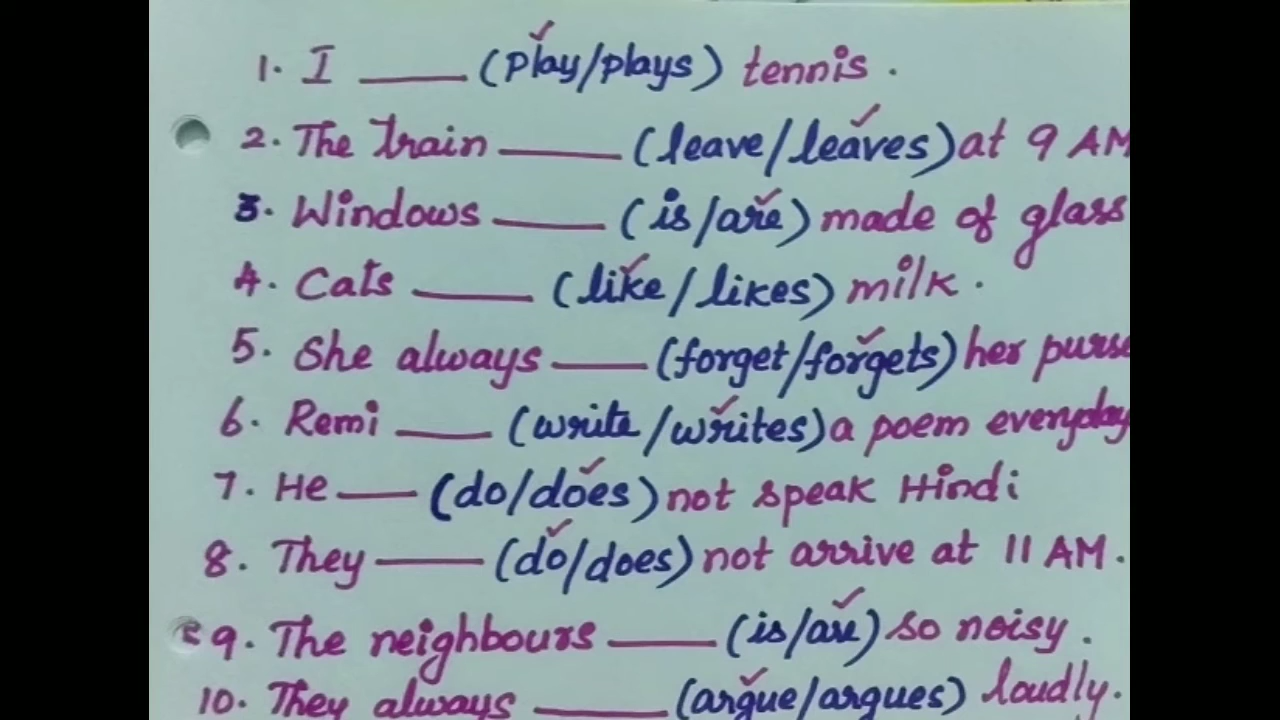 1. I ____ (play/plays) tennis.
2. The train ____ (leave/leaves) at 9 AM
3. Windows ____ (is/are) made of glass
4. Cats ____ (like/likes) milk.
5. She always ____ (forget/forgets) her purse
6. Remi ____ (write/writes) a poem everyday
7. He ____ (do/does) not speak Hindi
8. They ____ (do/does) not arrive at 11 AM.
9. The neighbours ____ (is/are) so noisy.
10. They always ____ (argue/argues) loudly.